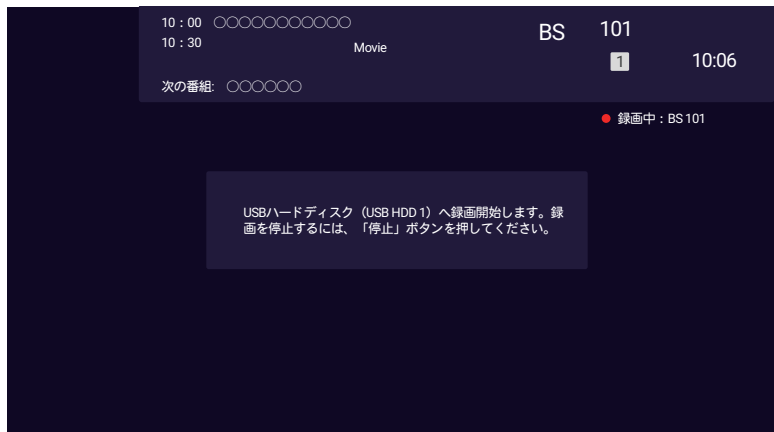 10：00 ○○○○○○○○○○○
10：30
Movie
BS
101
1
10:06
次の番組: ○○○○○○
● 録画中：BS 101
USBハードディスク（USB HDD 1）へ録画開始します。録
画を停止するには、「停止」ボタンを押してください。